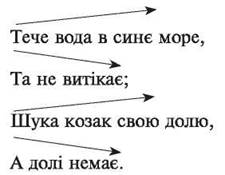 Тече вода в синє море,
Та не витікає;
Шука козак свою долю,
А долі немає.